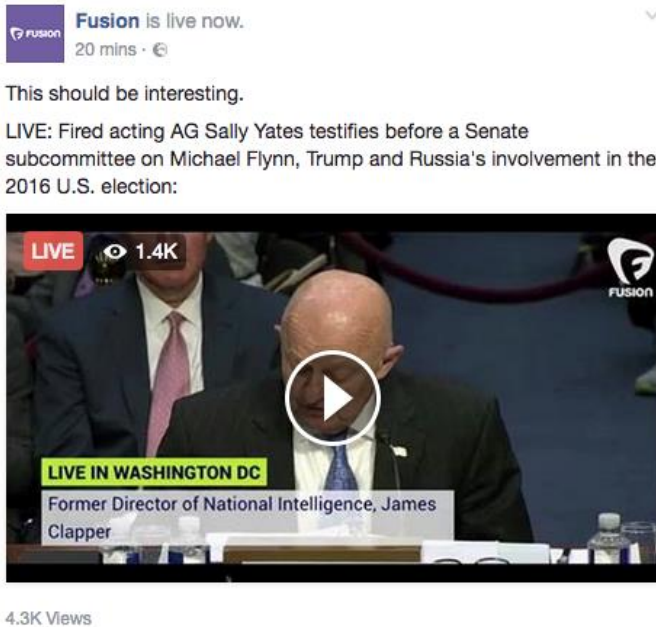 FUSION
Fusion is live now.
20 mins ·
This should be interesting.
LIVE: Fired acting AG Sally Yates testifies before a Senate
subcommittee on Michael Flynn, Trump and Russia's involvement in the
2016 U.S. election:
LIVE 1.4K
FUSION
LIVE IN WASHINGTON DC
Former Director of National Intelligence, James
Clapper
4.3K Views